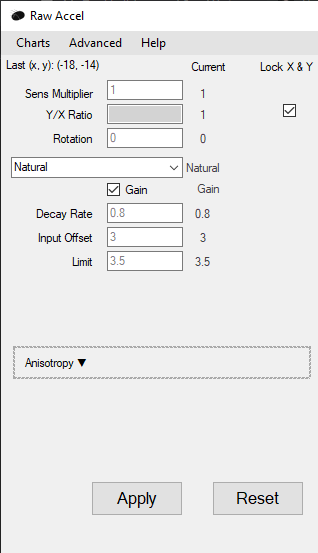 Raw Accel
Charts Advanced Help
Last (x, y): (-18, -14) Current Lock X & Y
Sens Multiplier 1 1
Y/X Ratio 1
Rotation 0 0
Natural Natural
Gain Gain
Decay Rate 0.8 0.8
Input Offset 3 3
Limit 3.5 3.5
Anisotropy ▼
Apply Reset